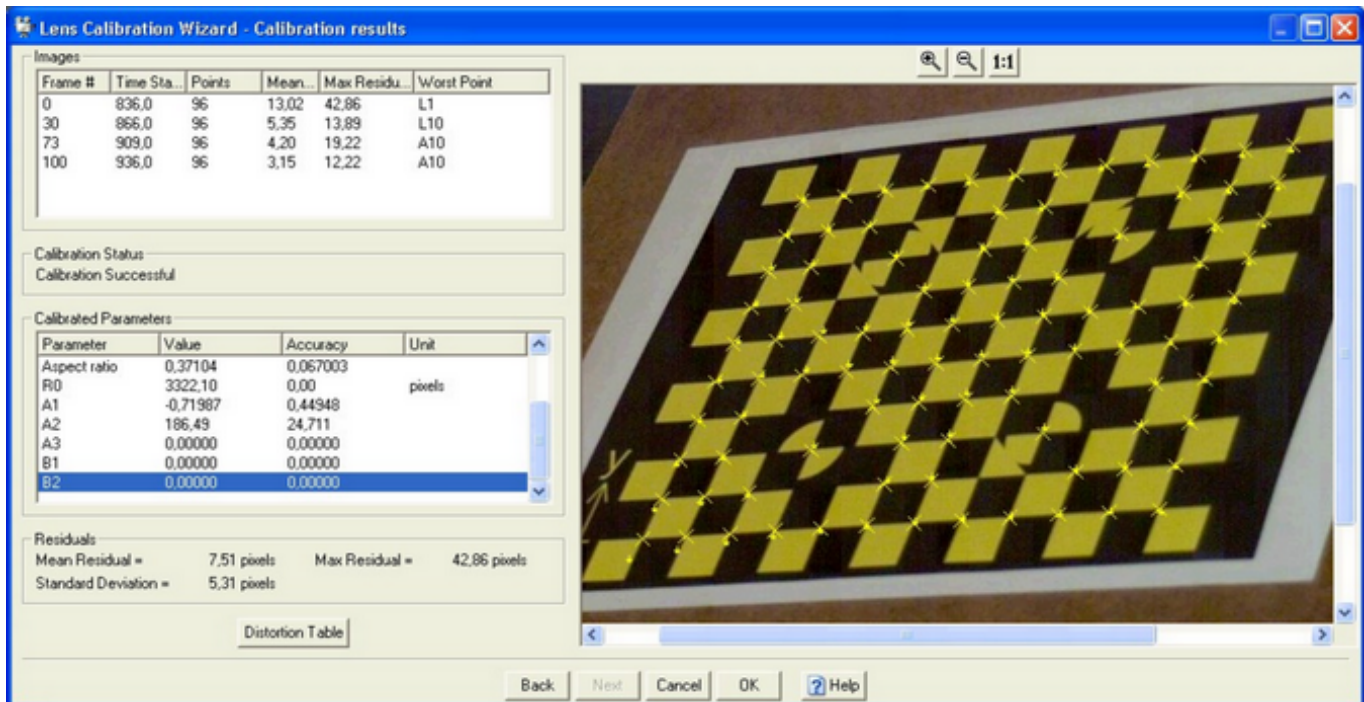 Lens Calibration Wizard - Calibration results
Images
Frame # Time Sta... Points Mean... Max Residu... Worst Point
0 836,0 96 13,02 42,86 L1
30 866,0 96 5,35 13,89 L10
73 909,0 96 4,20 19,22 A10
100 936,0 96 3,15 12,22 A10
1:1
Calibration Status
Calibration Successful
Calibrated Parameters
Parameter Value Accuracy Unit
Aspect ratio 0,37104 0,067003
R0 3322,10 0,00 pixels
A1 -0,71987 0,44948
A2 186,49 24,711
A3 0,00000 0,00000
B1 0,00000 0,00000
B2 0,00000 0,00000
Residuals
Mean Residual = 7,51 pixels Max Residual = 42,86 pixels
Standard Deviation = 5,31 pixels
Distortion Table
Y
Back Next Cancel OK ? Help